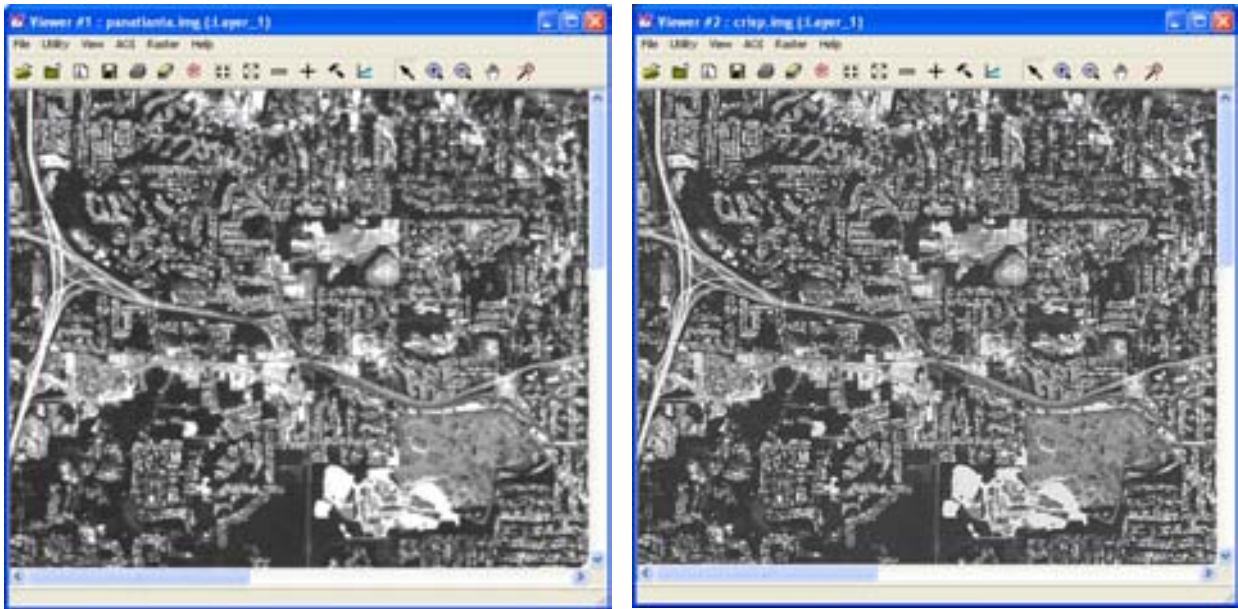 Viewer #1 : panatlanta.img (:Layer_1)
File Utility View AOI Raster Help
Viewer #2 : crisp.img (:Layer_1)
File Utility View AOI Raster Help